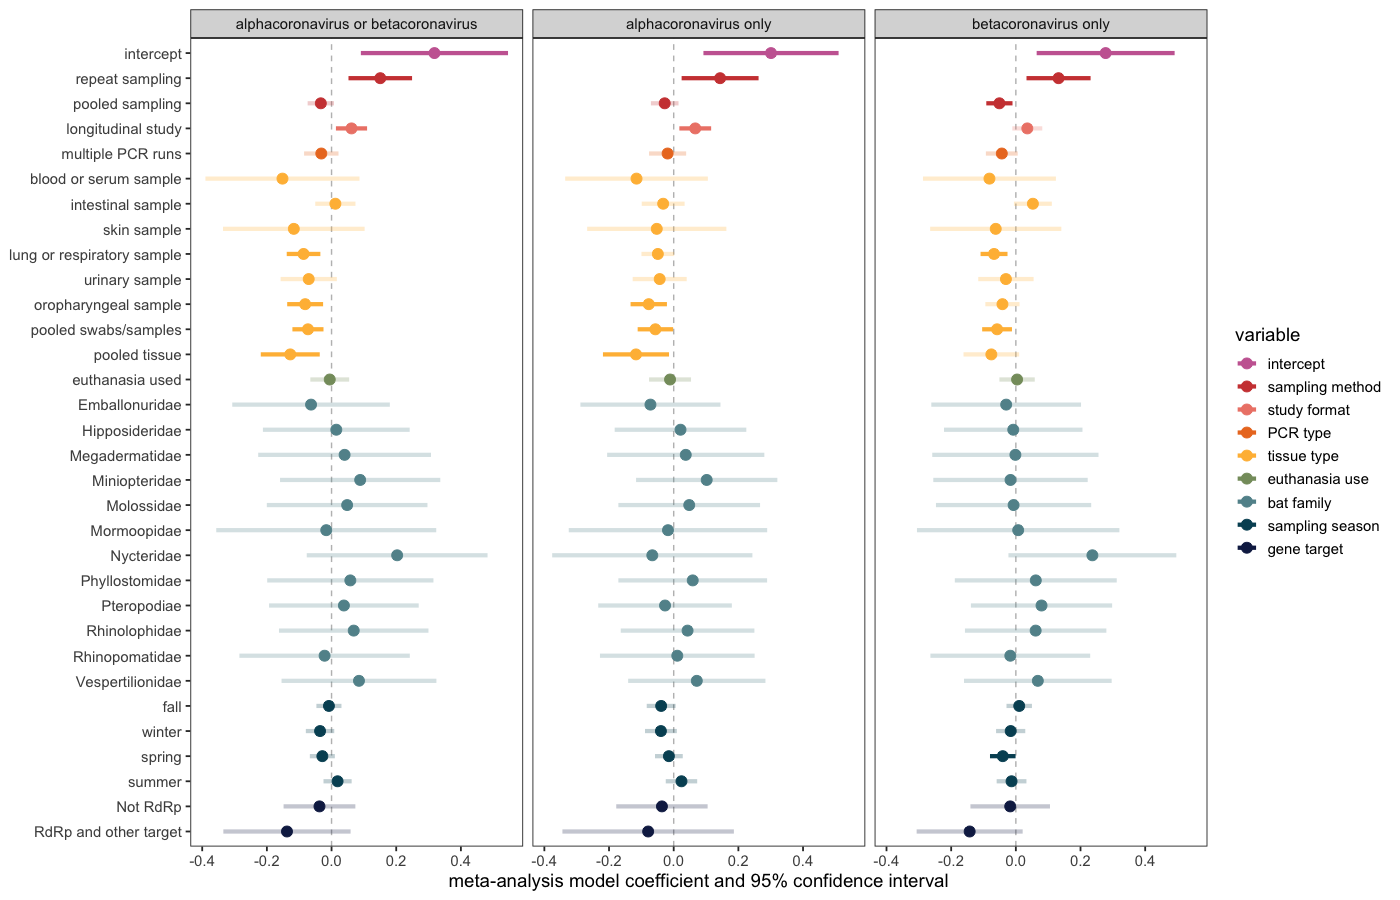 alphacoronavirus or betacoronavirus
alphacoronavirus only
betacoronavirus only
intercept
repeat sampling
pooled sampling
longitudinal study
multiple PCR runs
blood or serum sample
intestinal sample
skin sample
lung or respiratory sample
urinary sample
oropharyngeal sample
pooled swabs/samples
pooled tissue
euthanasia used
Emballonuridae
Hipposideridae
Megadermatidae
Miniopteridae
Molossidae
Mormoopidae
Nycteridae
Phyllostomidae
Pteropodiae
Rhinolophidae
Rhinopomatidae
Vespertilionidae
fall
winter
spring
summer
Not RdRp
RdRp and other target
-0.4 -0.2 0.0 0.2 0.4
-0.4 -0.2 0.0 0.2 0.4
-0.4 -0.2 0.0 0.2 0.4
meta-analysis model coefficient and 95% confidence interval
variable
intercept
sampling method
study format
PCR type
tissue type
euthanasia use
bat family
sampling season
gene target